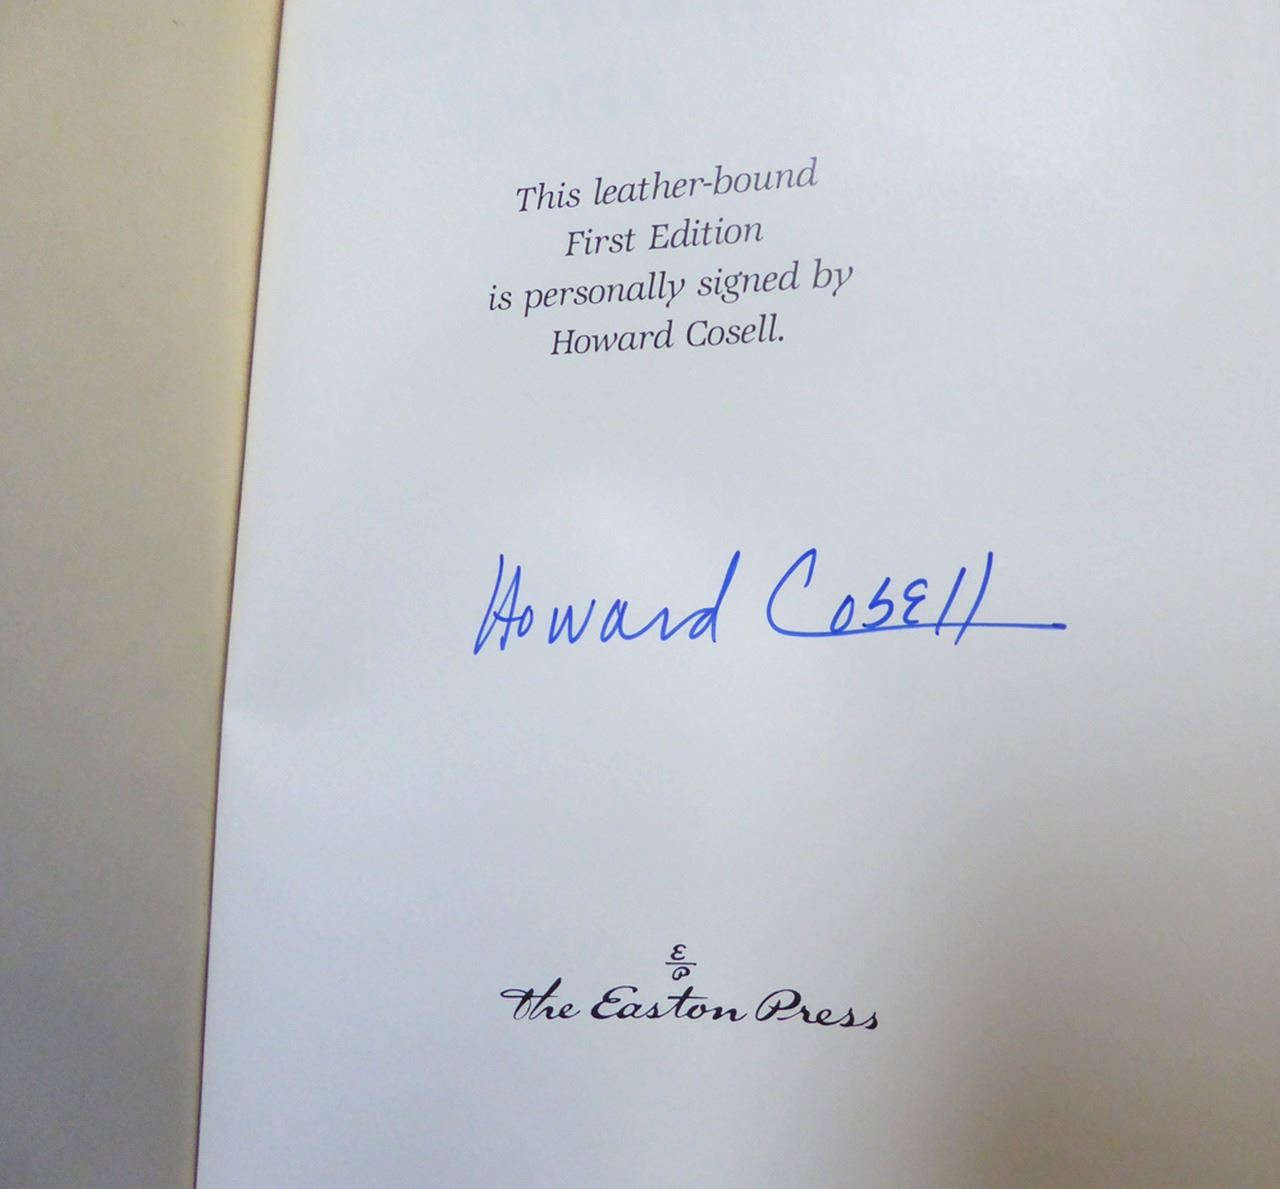 This leather-bound
First Edition
is personally signed by
Howard Cosell.
Howard Cosell
E
P
the Easton Press